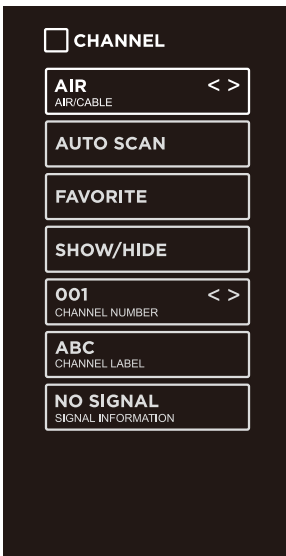 CHANNEL
AIR < >
AIR/CABLE
AUTO SCAN
FAVORITE
SHOW/HIDE
001 < >
CHANNEL NUMBER
ABC
CHANNEL LABEL
NO SIGNAL
SIGNAL INFORMATION